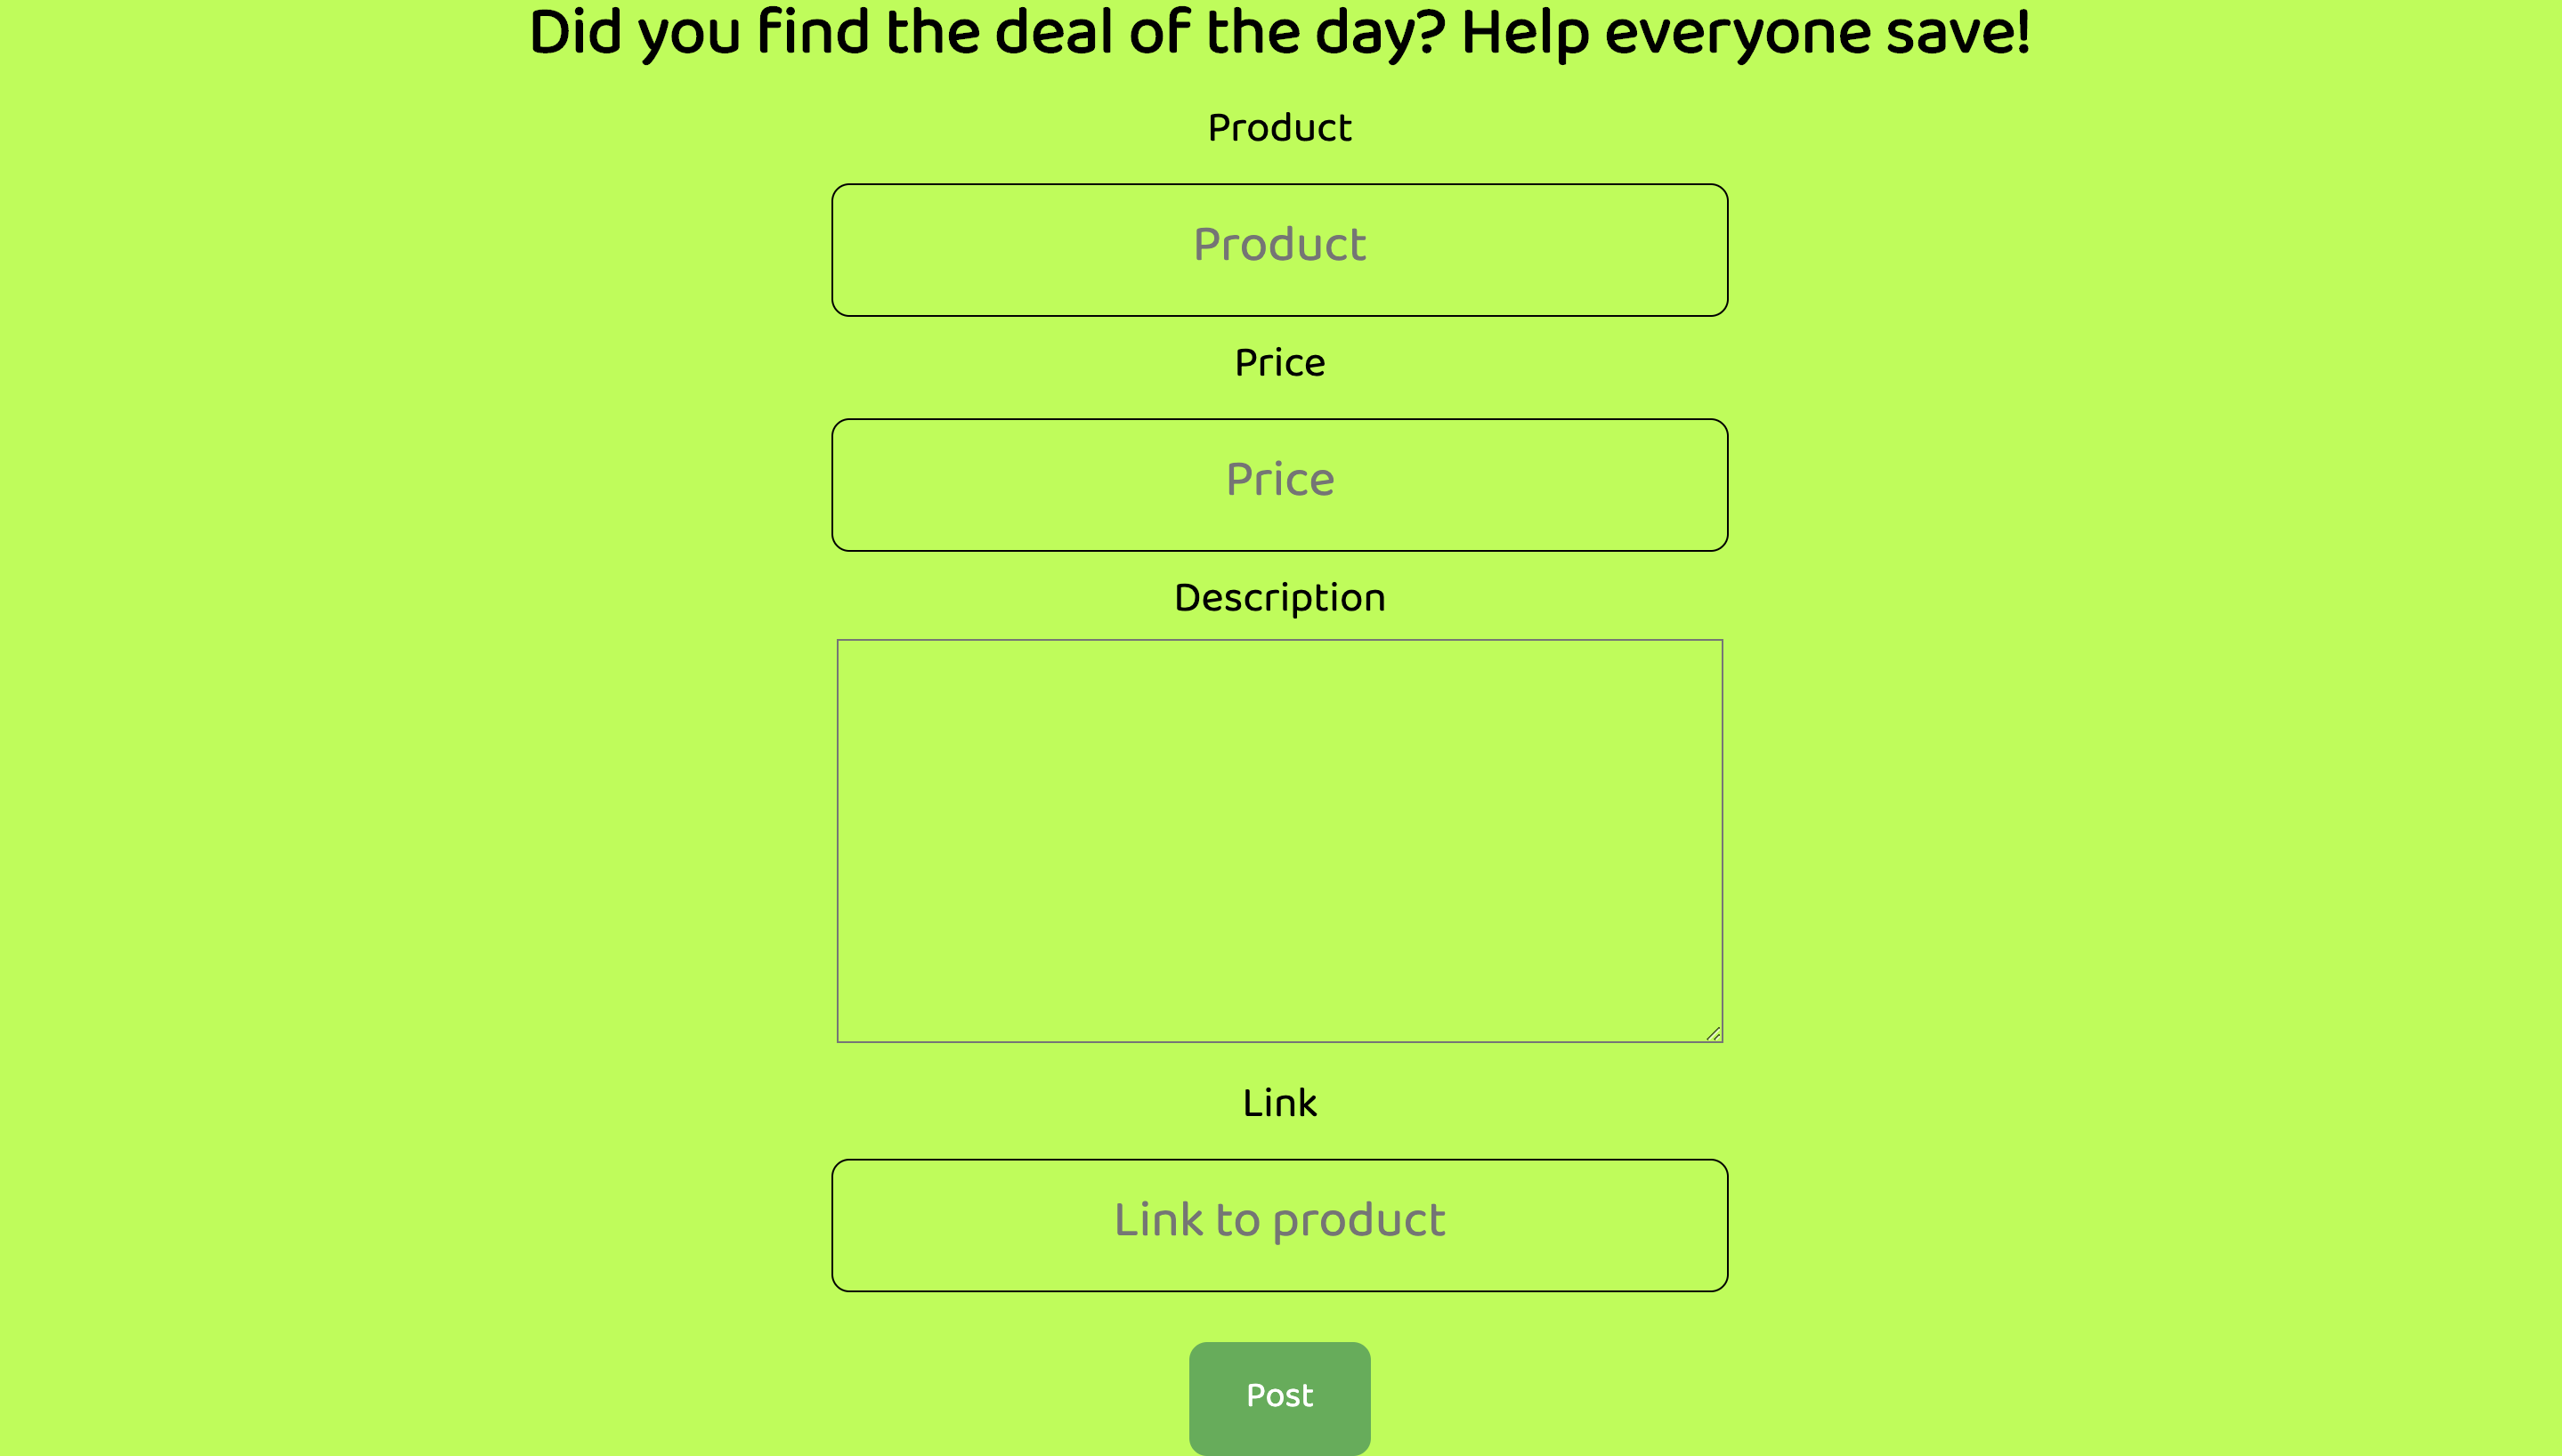 Did you find the deal of the day? Help everyone save!
Product
Product
Price
Price
Description
Link
Link to product
Post